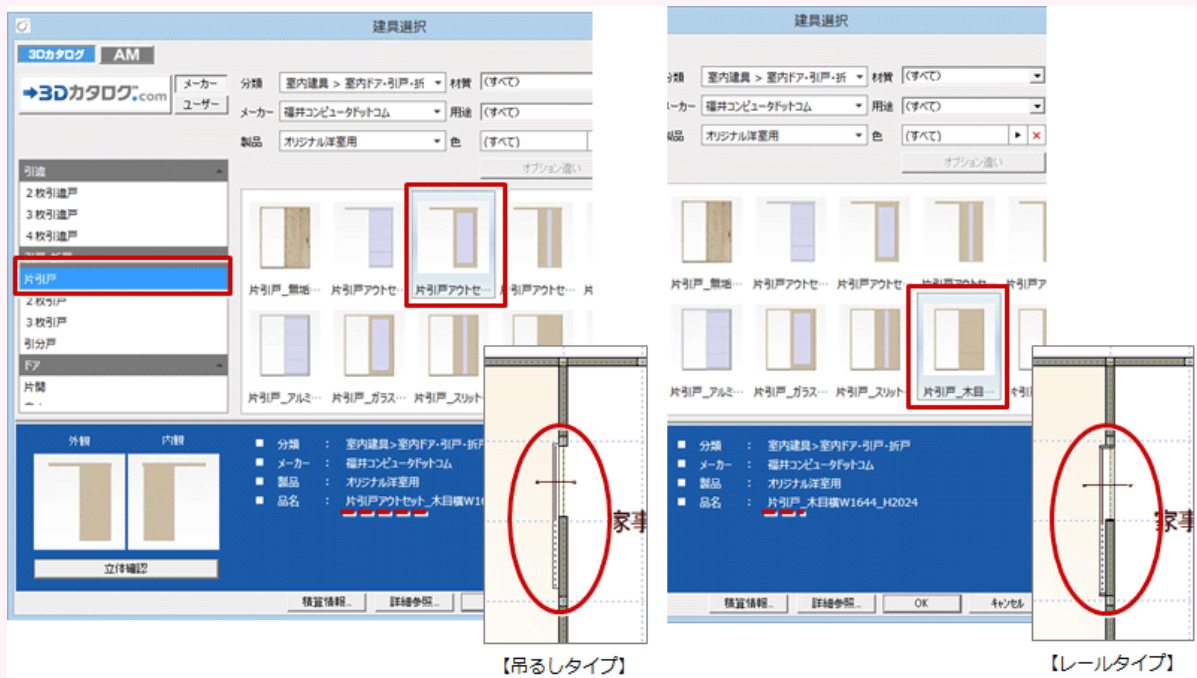 建具選択
3Dカタログ AM
3Dカタログ.com
メーカー
ユーザー
分類 室内建具 > 室内ドア・引戸・折 材質 (すべて)
メーカー 福井コンピュータドットコム 用途 (すべて)
製品 オリジナル洋室用 色 (すべて)
オプション違い
引違
2枚引違戸
3枚引違戸
4枚引違戸
片引戸
2枚引戸
3枚引戸
引分戸
ドア
片開
片引戸_無垢… 片引戸アウトセ… 片引戸アウトセ… 片引戸アウトセ…
片引戸_アルミ… 片引戸_ガラス… 片引戸_スリット
外観 内観
立体確認
■ 分類 : 室内建具>室内ドア・引戸・折戸
■ メーカー : 福井コンピュータドットコム
■ 製品 : オリジナル洋室用
■ 品名 : 片引戸アウトセット_木目横W16
積算情報... 詳細参照...
家事
【吊るしタイプ】
建具選択
分類 室内建具 > 室内ドア・引戸・折 材質 (すべて)
メーカー 福井コンピュータドットコム 用途 (すべて)
製品 オリジナル洋室用 色 (すべて)
オプション違い
片引戸_無垢… 片引戸アウトセ… 片引戸アウトセ… 片引戸アウトセ… 片引戸ア
片引戸_アルミ… 片引戸_ガラス… 片引戸_スリット… 片引戸_木目…
■ 分類 : 室内建具>室内ドア・引戸・折戸
■ メーカー : 福井コンピュータドットコム
■ 製品 : オリジナル洋室用
■ 品名 : 片引戸_木目横W1644_H2024
積算情報... 詳細参照... OK キャンセル
家事
【レールタイプ】